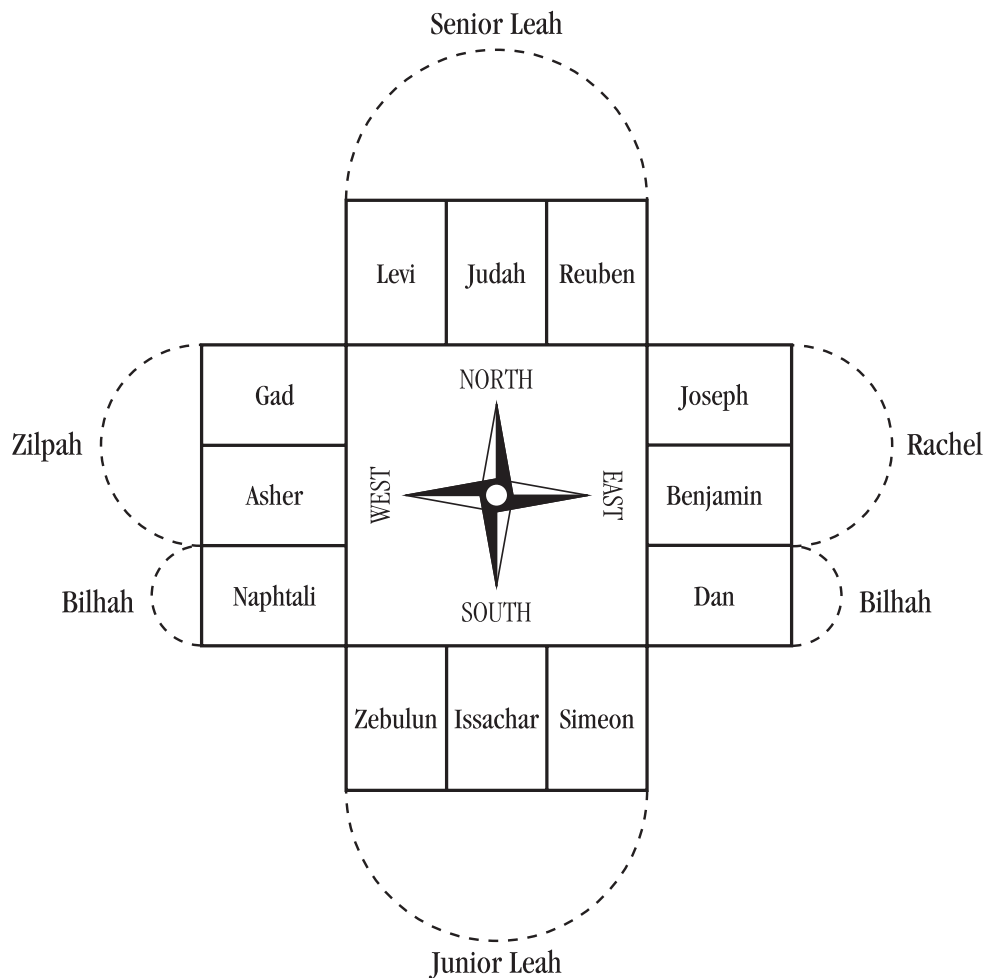 Senior Leah
Levi Judah Reuben
Gad
NORTH
Joseph
Zilpah
Rachel
WEST
Asher
EAST
Benjamin
Bilhah
Naphtali
SOUTH
Dan
Bilhah
Zebulun Issachar Simeon
Junior Leah